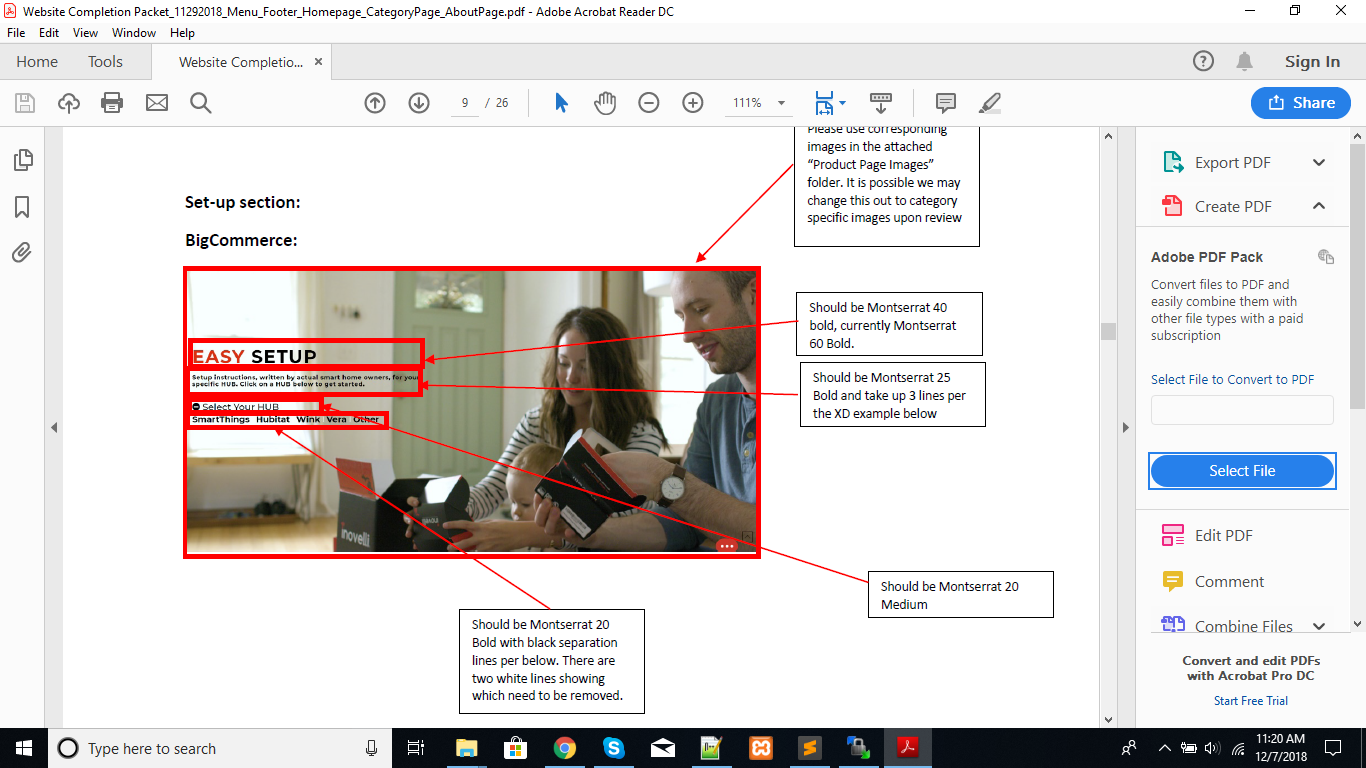 Website Completion Packet_11292018_Menu_Footer_Homepage_CategoryPage_AboutPage.pdf - Adobe Acrobat Reader DC
File Edit View Window Help
Home Tools Website Completio... × Sign In
9 / 26 111% Share
Please use corresponding
images in the attached
“Product Page Images”
folder. It is possible we may
change this out to category
specific images upon review
Set-up section:
BigCommerce:
EASY SETUP
Setup instructions, written by actual smart home owners, for your
specific HUB. Click on a HUB below to get started.
Select Your HUB
SmartThings Hubitat Wink Vera Other
inovelli
Should be Montserrat 40
bold, currently Montserrat
60 Bold.
Should be Montserrat 25
Bold and take up 3 lines per
the XD example below
Should be Montserrat 20
Medium
Should be Montserrat 20
Bold with black separation
lines per below. There are
two white lines showing
which need to be removed.
Export PDF
Create PDF
Adobe PDF Pack
Convert files to PDF and
easily combine them with
other file types with a paid
subscription
Select File to Convert to PDF
Select File
Edit PDF
Comment
Combine Files
Convert and edit PDFs
with Acrobat Pro DC
Start Free Trial
Type here to search
11:20 AM
12/7/2018